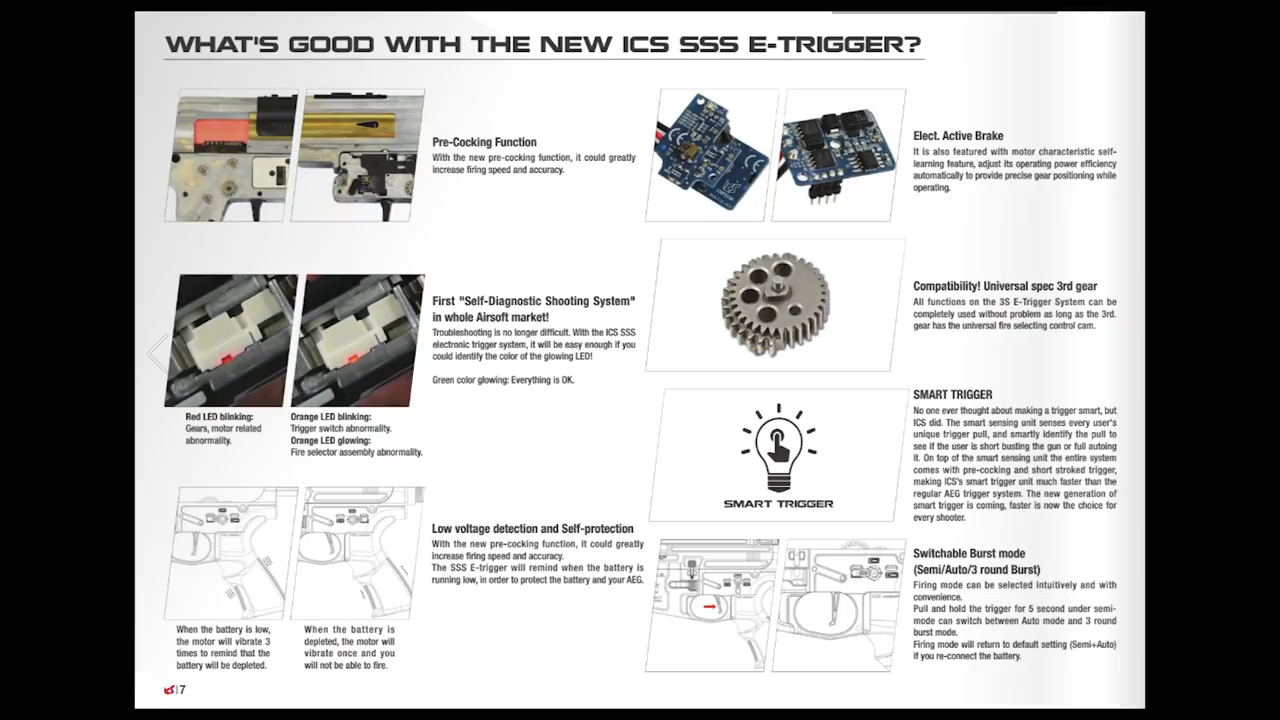 WHAT'S GOOD WITH THE NEW ICS SSS E-TRIGGER?
Pre-Cocking Function
With the new pre-cocking function, it could greatly
increase firing speed and accuracy.
First "Self-Diagnostic Shooting System"
in whole Airsoft market!
Troubleshooting is no longer difficult. With the ICS SSS
electronic trigger system, it will be easy enough if you
could identify the color of the glowing LED!
Green color glowing: Everything is OK.
Red LED blinking:
Gears, motor related
abnormality.
Orange LED blinking:
Trigger switch abnormality.
Orange LED glowing:
Fire selector assembly abnormality.
Low voltage detection and Self-protection
With the new pre-cocking function, it could greatly
increase firing speed and accuracy.
The SSS E-trigger will remind when the battery is
running low, in order to protect the battery and your AEG.
When the battery is low,
the motor will vibrate 3
times to remind that the
battery will be depleted.
When the battery is
depleted, the motor will
vibrate once and you
will not be able to fire.
Elect. Active Brake
It is also featured with motor characteristic self-
learning feature, adjust its operating power efficiency
automatically to provide precise gear positioning while
operating.
Compatibility! Universal spec 3rd gear
All functions on the 3S E-Trigger System can be
completely used without problem as long as the 3rd.
gear has the universal fire selecting control cam.
SMART TRIGGER
SMART TRIGGER
No one ever thought about making a trigger smart, but
ICS did. The smart sensing unit senses every user's
unique trigger pull, and smartly identify the pull to
see if the user is short busting the gun or full autoing
it. On top of the smart sensing unit the entire system
comes with pre-cocking and short stroked trigger,
making ICS's smart trigger unit much faster than the
regular AEG trigger system. The new generation of
smart trigger is coming, faster is now the choice for
every shooter.
Switchable Burst mode
(Semi/Auto/3 round Burst)
Firing mode can be selected intuitively and with
convenience.
Pull and hold the trigger for 5 second under semi-
mode can switch between Auto mode and 3 round
burst mode.
Firing mode will return to default setting (Semi+Auto)
if you re-connect the battery.
|7